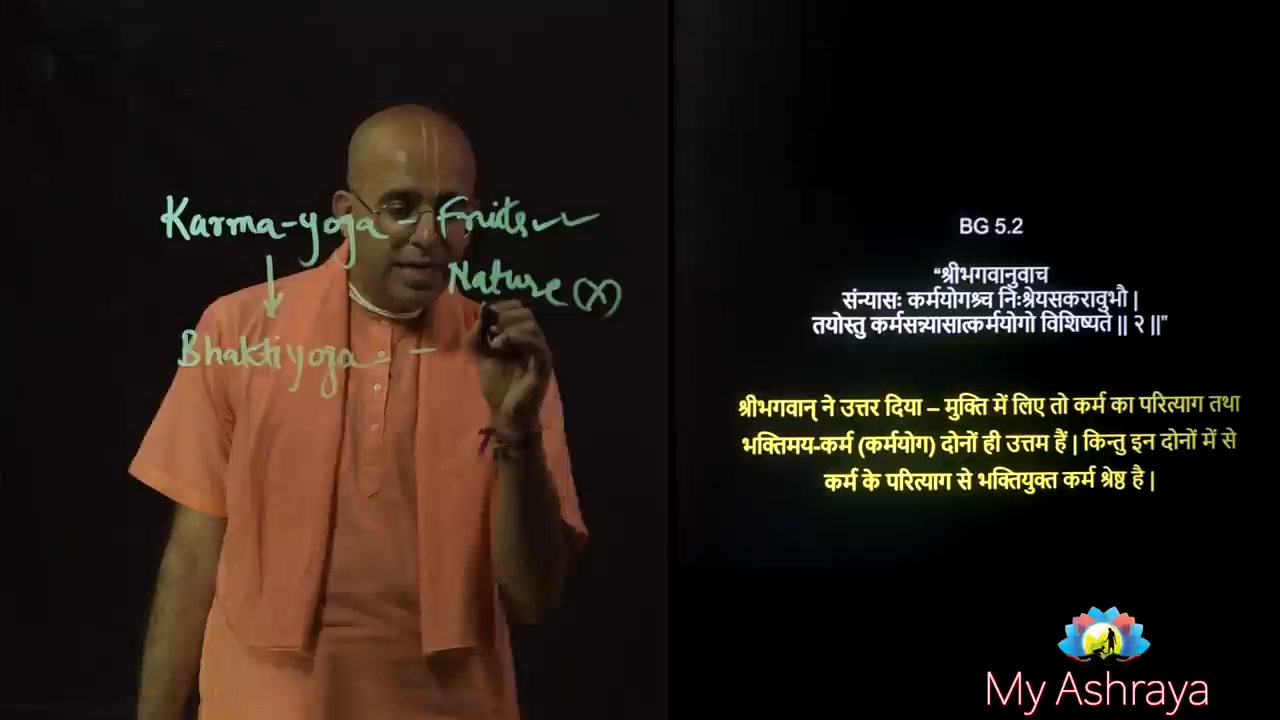 Karma-yoga - Fruits
Nature (X)
Bhakti yoga -
BG 5.2
“श्रीभगवानुवाच
संन्यासः कर्मयोगश्र्च निःश्रेयसकरावुभौ |
तयोस्तु कर्मसन्न्यासात्कर्मयोगो विशिष्यते || २ ||”
श्रीभगवान् ने उत्तर दिया – मुक्ति में लिए तो कर्म का परित्याग तथा
भक्तिमय-कर्म (कर्मयोग) दोनों ही उत्तम हैं | किन्तु इन दोनों में से
कर्म के परित्याग से भक्तियुक्त कर्म श्रेष्ठ है |
My Ashraya